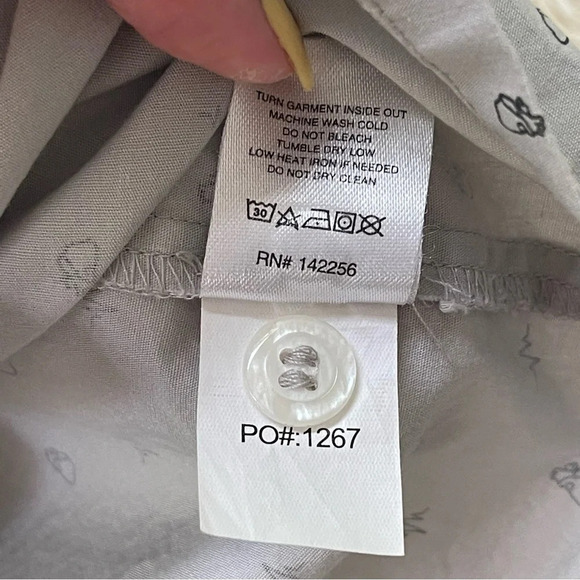 TURN GARMENT INSIDE OUT
MACHINE WASH COLD
DO NOT BLEACH
TUMBLE DRY LOW
LOW HEAT IRON IF NEEDED
DO NOT DRY CLEAN
30
RN# 142256
PO#:1267